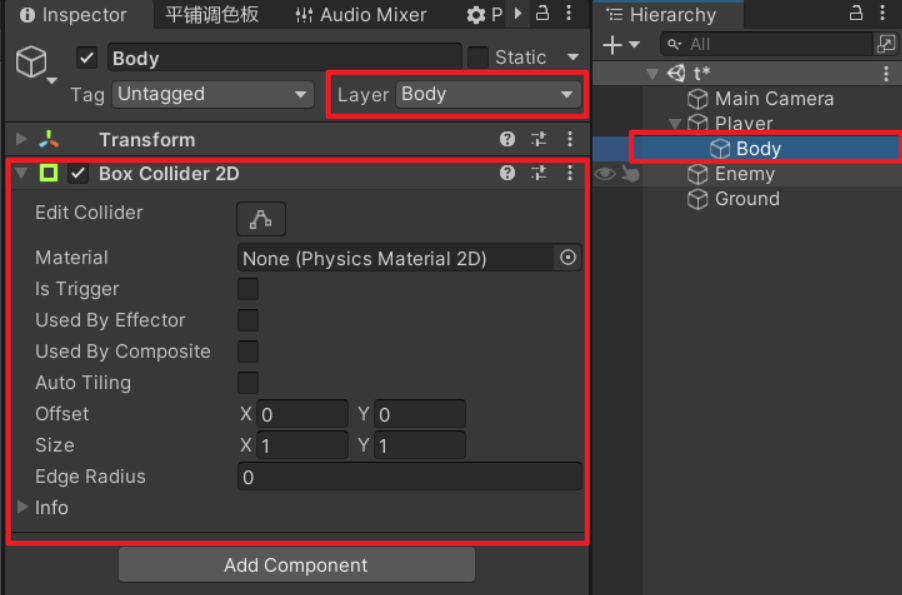 Inspector 平铺调色板 Audio Mixer P
Body Static
Tag Untagged Layer Body
Transform
Box Collider 2D
Edit Collider
Material None (Physics Material 2D)
Is Trigger
Used By Effector
Used By Composite
Auto Tiling
Offset X 0 Y 0
Size X 1 Y 1
Edge Radius 0
Info
Add Component
Hierarchy
All
t*
Main Camera
Player
Body
Enemy
Ground